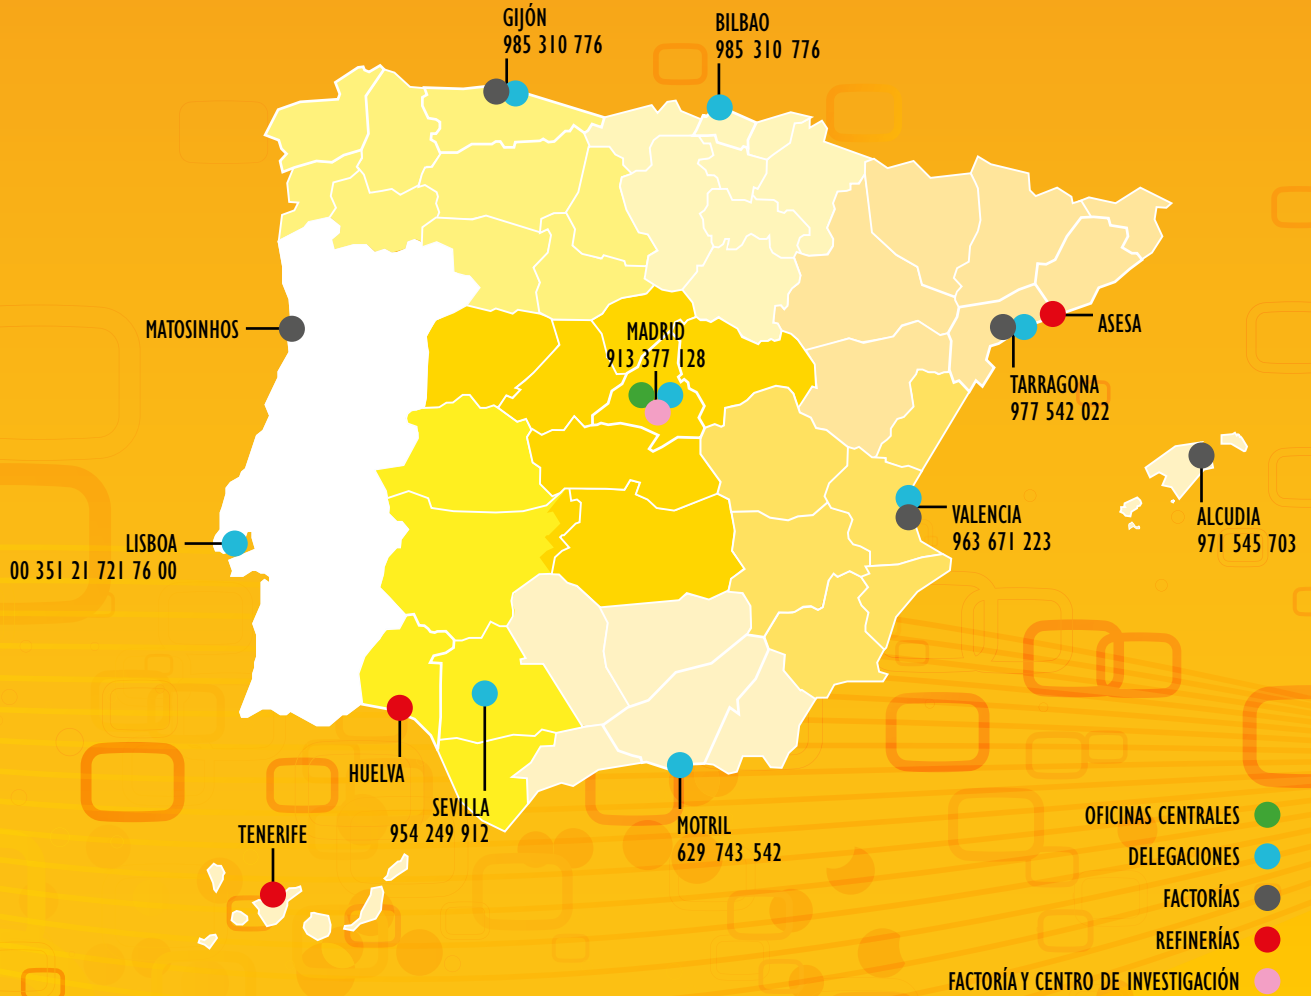 GIJÓN
985 310 776
BILBAO
985 310 776
MATOSINHOS
MADRID
913 377 128
ASESA
TARRAGONA
977 542 022
LISBOA
00 351 21 721 76 00
VALENCIA
963 671 223
ALCUDIA
971 545 703
HUELVA
SEVILLA
954 249 912
TENERIFE
MOTRIL
629 743 542
OFICINAS CENTRALES
DELEGACIONES
FACTORÍAS
REFINERÍAS
FACTORÍA Y CENTRO DE INVESTIGACIÓN